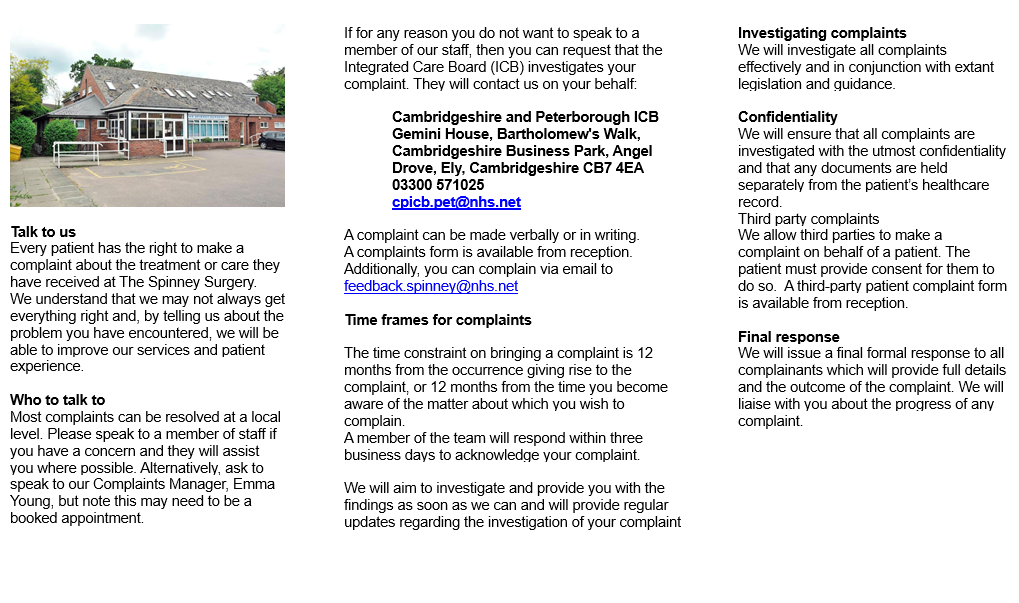 Talk to us
Every patient has the right to make a
complaint about the treatment or care they
have received at The Spinney Surgery.
We understand that we may not always get
everything right and, by telling us about the
problem you have encountered, we will be
able to improve our services and patient
experience.
Who to talk to
Most complaints can be resolved at a local
level. Please speak to a member of staff if
you have a concern and they will assist
you where possible. Alternatively, ask to
speak to our Complaints Manager, Emma
Young, but note this may need to be a
booked appointment.
If for any reason you do not want to speak to a
member of our staff, then you can request that the
Integrated Care Board (ICB) investigates your
complaint. They will contact us on your behalf:
Cambridgeshire and Peterborough ICB
Gemini House, Bartholomew's Walk,
Cambridgeshire Business Park, Angel
Drove, Ely, Cambridgeshire CB7 4EA
03300 571025
cpicb.pet@nhs.net
A complaint can be made verbally or in writing.
A complaints form is available from reception.
Additionally, you can complain via email to
feedback.spinney@nhs.net
Time frames for complaints
The time constraint on bringing a complaint is 12
months from the occurrence giving rise to the
complaint, or 12 months from the time you become
aware of the matter about which you wish to
complain.
A member of the team will respond within three
business days to acknowledge your complaint.
We will aim to investigate and provide you with the
findings as soon as we can and will provide regular
updates regarding the investigation of your complaint
Investigating complaints
We will investigate all complaints
effectively and in conjunction with extant
legislation and guidance.
Confidentiality
We will ensure that all complaints are
investigated with the utmost confidentiality
and that any documents are held
separately from the patient's healthcare
record.
Third party complaints
We allow third parties to make a
complaint on behalf of a patient. The
patient must provide consent for them to
do so.  A third-party patient complaint form
is available from reception.
Final response
We will issue a final formal response to all
complainants which will provide full details
and the outcome of the complaint. We will
liaise with you about the progress of any
complaint.